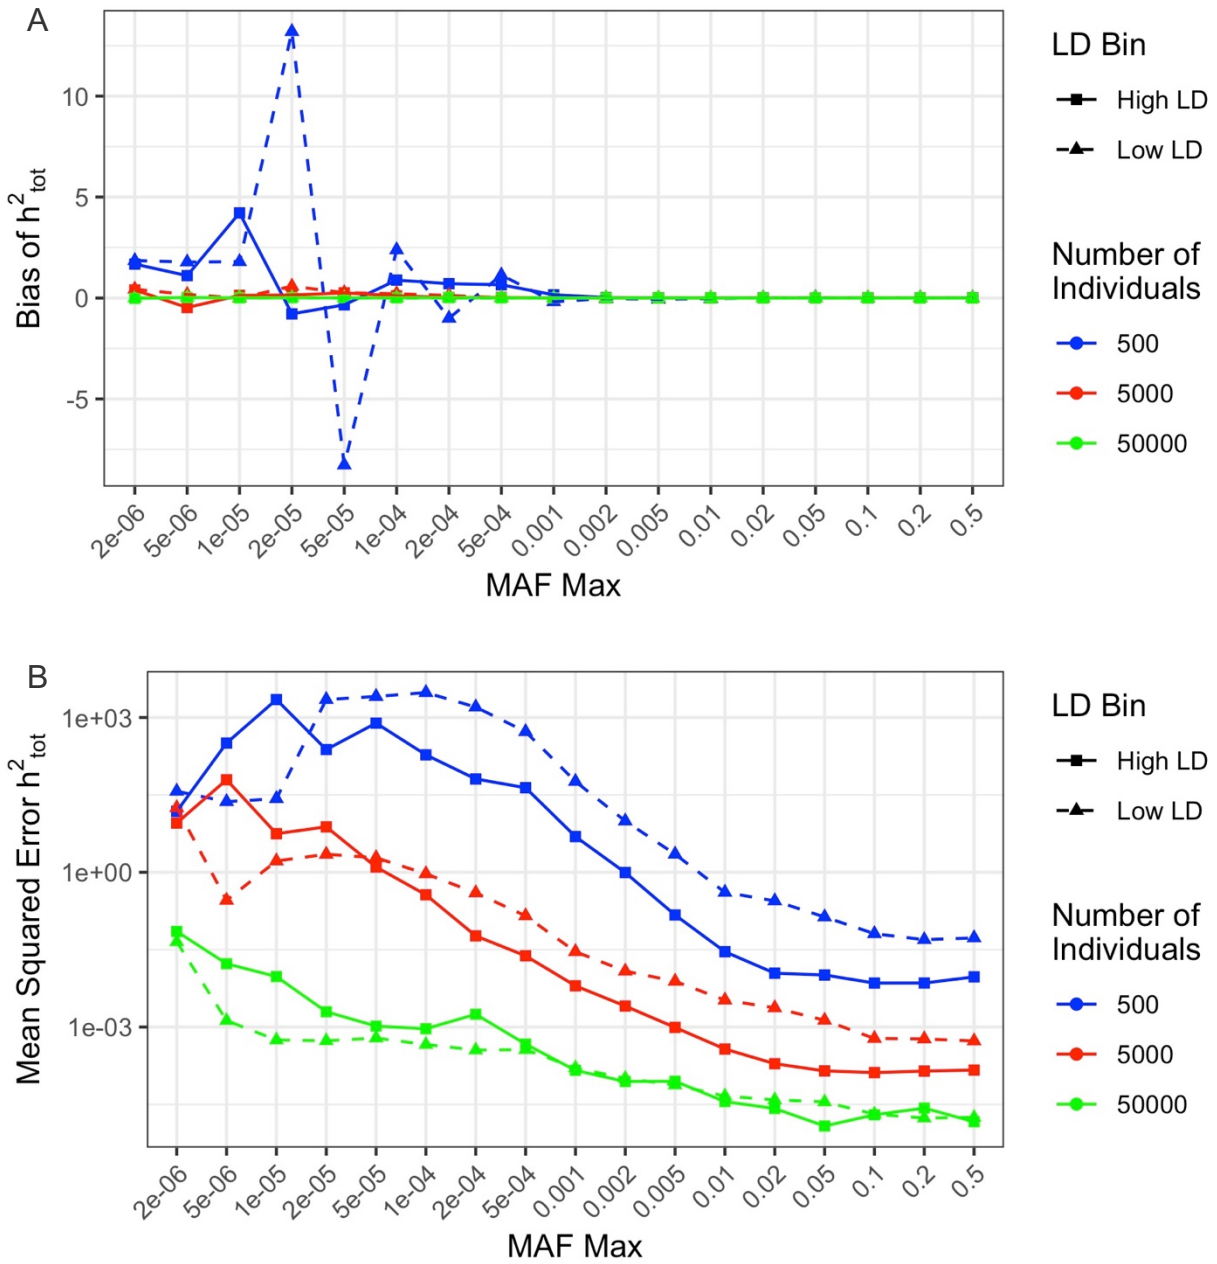 A
10
5
0
-5
Bias of h²tot
2e-06 5e-06 1e-05 2e-05 5e-05 1e-04 2e-04 5e-04 0.001 0.002 0.005 0.01 0.02 0.05 0.1 0.2 0.5
MAF Max
LD Bin
High LD
Low LD
Number of
Individuals
500
5000
50000
B
1e+03
1e+00
1e-03
Mean Squared Error h²tot
2e-06 5e-06 1e-05 2e-05 5e-05 1e-04 2e-04 5e-04 0.001 0.002 0.005 0.01 0.02 0.05 0.1 0.2 0.5
MAF Max
LD Bin
High LD
Low LD
Number of
Individuals
500
5000
50000